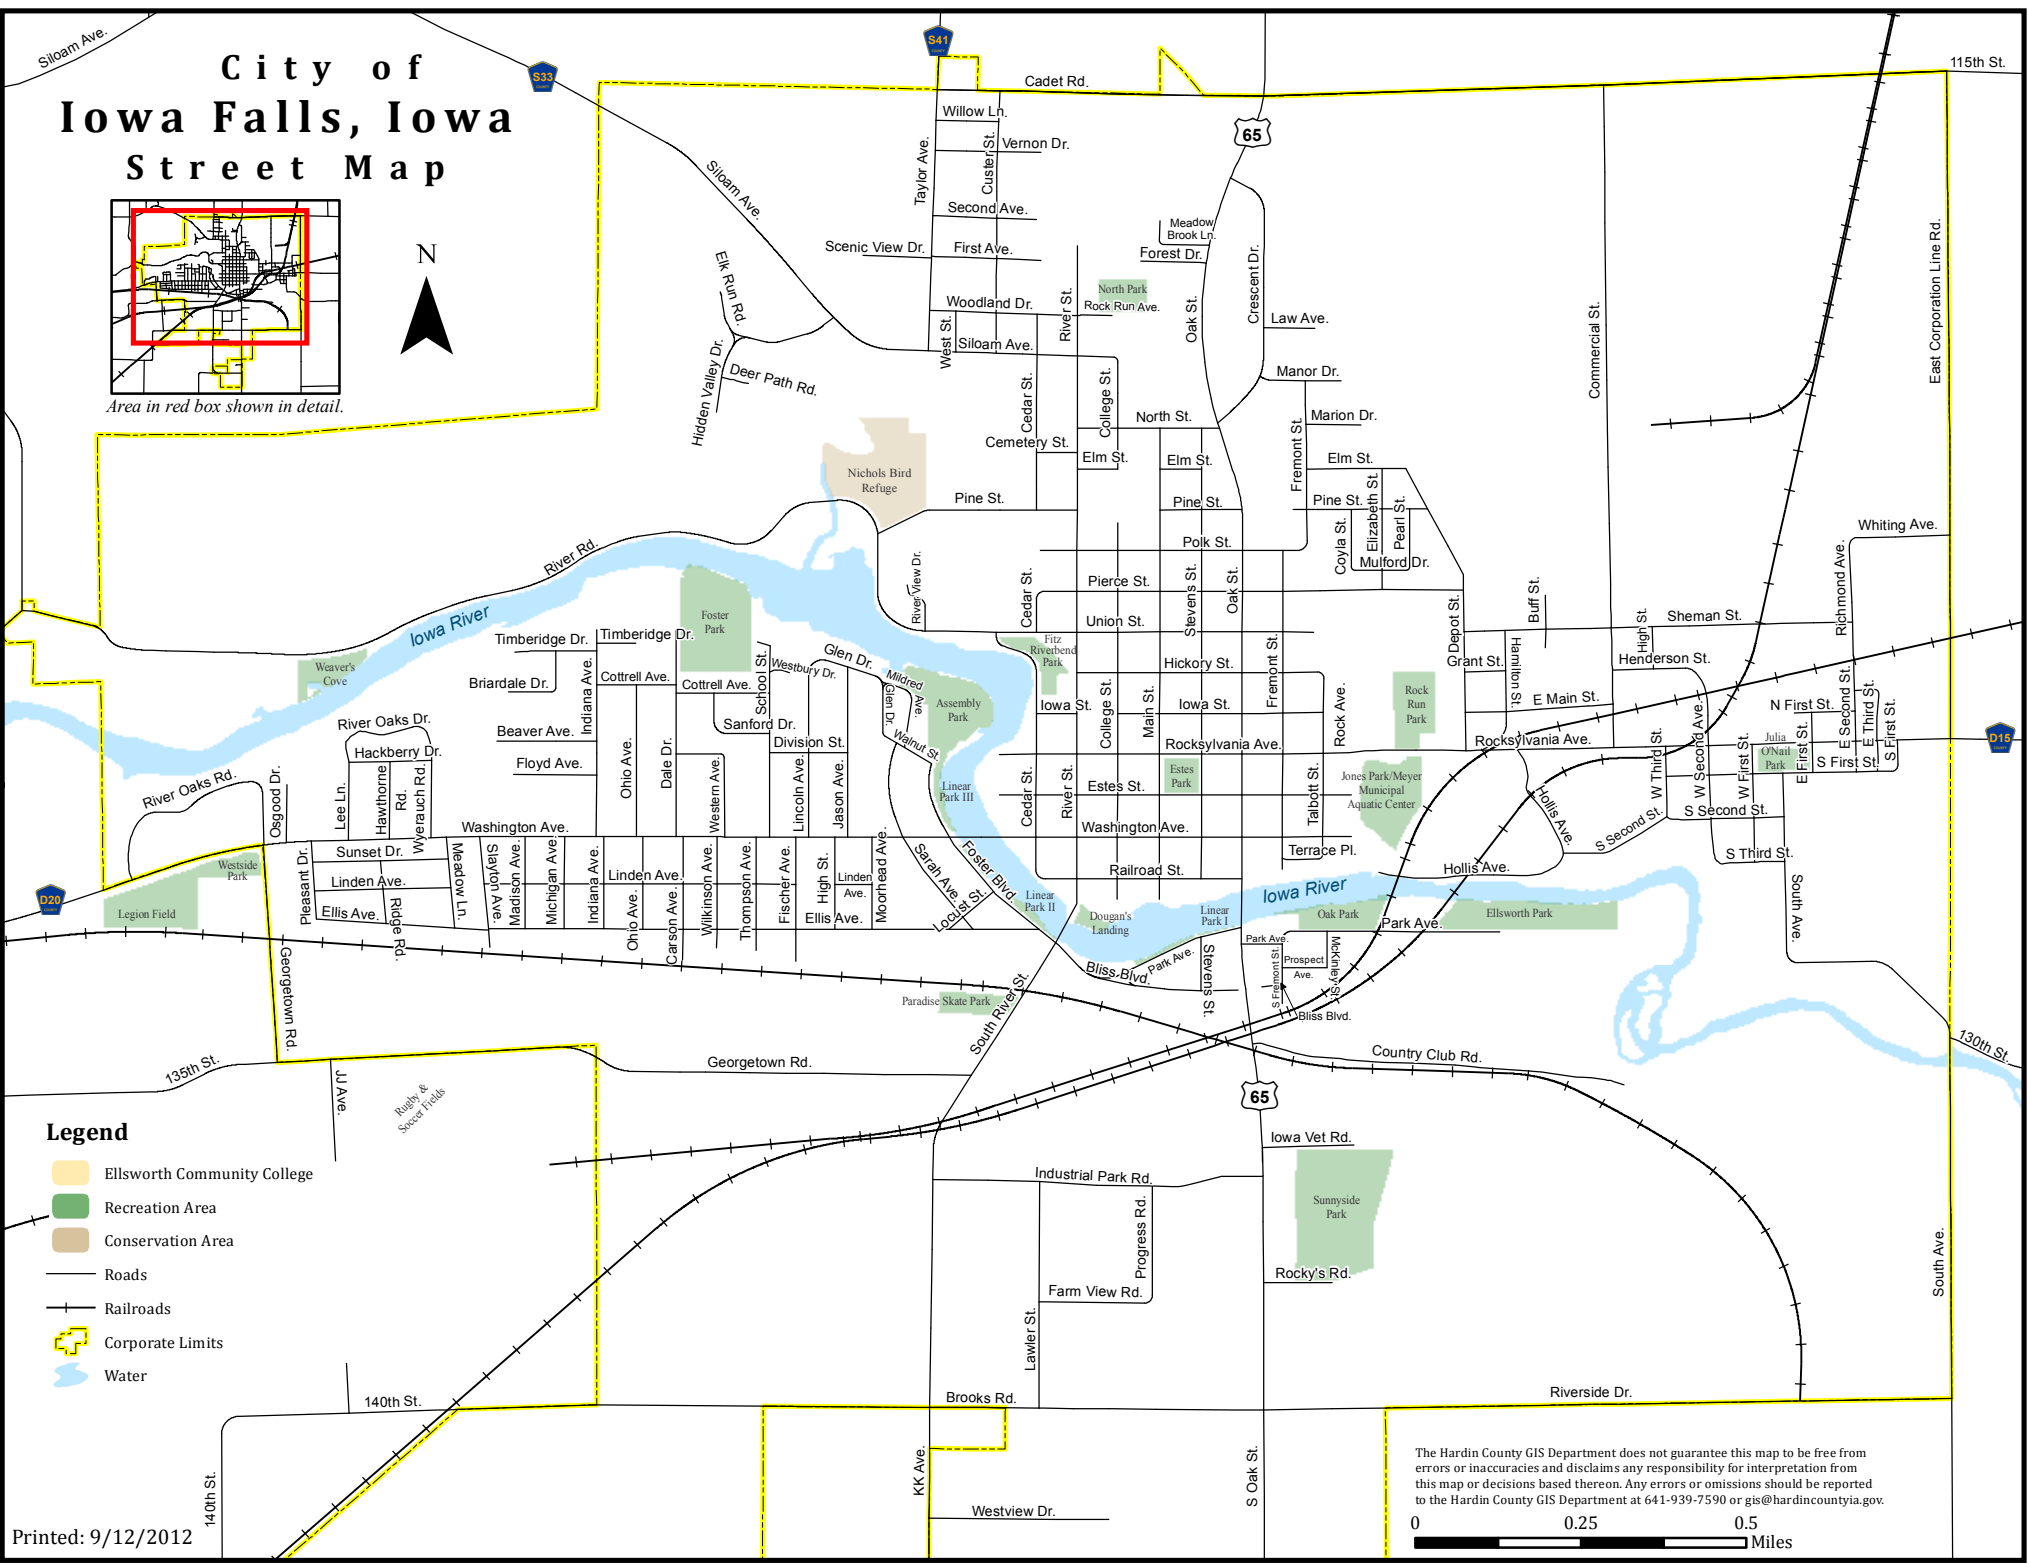 City of
Iowa Falls, Iowa
Street Map
Area in red box shown in detail.
N
Siloam Ave.
S33
COUNTY
S41
COUNTY
Cadet Rd.
115th St.
65
Willow Ln.
Vernon Dr.
Taylor Ave.
Custer St.
Second Ave.
Scenic View Dr.
First Ave.
Siloam Ave.
Elk Run Rd.
Hidden Valley Dr.
Deer Path Rd.
Woodland Dr.
West St.
Siloam Ave.
River St.
North Park
Rock Run Ave.
Meadow
Brook Ln.
Forest Dr.
Oak St.
Crescent Dr.
Law Ave.
Manor Dr.
Marion Dr.
Commercial St.
East Corporation Line Rd.
Cedar St.
College St.
North St.
Cemetery St.
Elm St.
Elm St.
Fremont St.
Elm St.
Nichols Bird
Refuge
Pine St.
Pine St.
Pine St.
Coyla St.
Elizabeth St.
Pearl St.
Mulford Dr.
Whiting Ave.
Polk St.
Pierce St.
Union St.
River View Dr.
Cedar St.
Stevens St.
Oak St.
Depot St.
Buff St.
High St.
Sheman St.
Richmond Ave.
River Rd.
Iowa River
Weaver's
Cove
Foster
Park
Timberidge Dr.
Timberidge Dr.
Briardale Dr.
Indiana Ave.
Cottrell Ave.
Cottrell Ave.
School St.
Westbury Dr.
Glen Dr.
Mildred
Ave.
Glen Dr.
Walnut St.
Assembly
Park
Fitz
Riverbend
Park
Hickory St.
Fremont St.
Iowa St.
Iowa St.
College St.
Main St.
Rock Ave.
Rock
Run
Park
Grant St.
Hamilton St.
Henderson St.
E Main St.
N First St.
E Second St.
E Third St.
S First St.
River Oaks Dr.
Hackberry Dr.
River Oaks Rd.
Osgood Dr.
Lee Ln.
Hawthorne
Rd.
Wyerauch Rd.
Beaver Ave.
Floyd Ave.
Ohio Ave.
Dale Dr.
Sanford Dr.
Division St.
Western Ave.
Lincoln Ave.
Jason Ave.
Linear
Park III
Rocksylvania Ave.
Rocksylvania Ave.
Estes
Park
Estes St.
Cedar St.
River St.
Talbott St.
Jones Park/Meyer
Municipal
Aquatic Center
W Third St.
W Second Ave.
W First St.
Julia
O'Nail
Park
E First St.
S First St.
D15
COUNTY
Hollis Ave.
S Second St.
S Second St.
S Third St.
Washington Ave.
Washington Ave.
Terrace Pl.
Railroad St.
Hollis Ave.
Westside
Park
Legion Field
D20
COUNTY
Pleasant Dr.
Sunset Dr.
Linden Ave.
Ellis Ave.
Ridge Rd.
Meadow Ln.
Slayton Ave.
Madison Ave.
Michigan Ave.
Indiana Ave.
Linden Ave.
Ohio Ave.
Carson Ave.
Wilkinson Ave.
Thompson Ave.
Fischer Ave.
High St.
Linden
Ave.
Ellis Ave.
Moorhead Ave.
Sarah Ave.
Foster Blvd.
Locust St.
Linear
Park II
Dougan's
Landing
Linear
Park I
Iowa River
Oak Park
Ellsworth Park
Park Ave.
Park Ave.
Park Ave.
Bliss Blvd.
Stevens St.
S Fremont St.
Prospect
Ave.
McKinley St.
Bliss Blvd.
South Ave.
Georgetown Rd.
Paradise Skate Park
South River St.
Georgetown Rd.
Country Club Rd.
130th St.
135th St.
JJ Ave.
Rugby &
Soccer Fields
65
Iowa Vet Rd.
Industrial Park Rd.
Progress Rd.
Sunnyside
Park
Rocky's Rd.
Farm View Rd.
Lawler St.
South Ave.
Brooks Rd.
Riverside Dr.
140th St.
140th St.
KK Ave.
S Oak St.
Westview Dr.
Legend
Ellsworth Community College
Recreation Area
Conservation Area
Roads
Railroads
Corporate Limits
Water
Printed: 9/12/2012
The Hardin County GIS Department does not guarantee this map to be free from
errors or inaccuracies and disclaims any responsibility for interpretation from
this map or decisions based thereon. Any errors or omissions should be reported
to the Hardin County GIS Department at 641-939-7590 or gis@hardincountyia.gov.
0 0.25 0.5
Miles